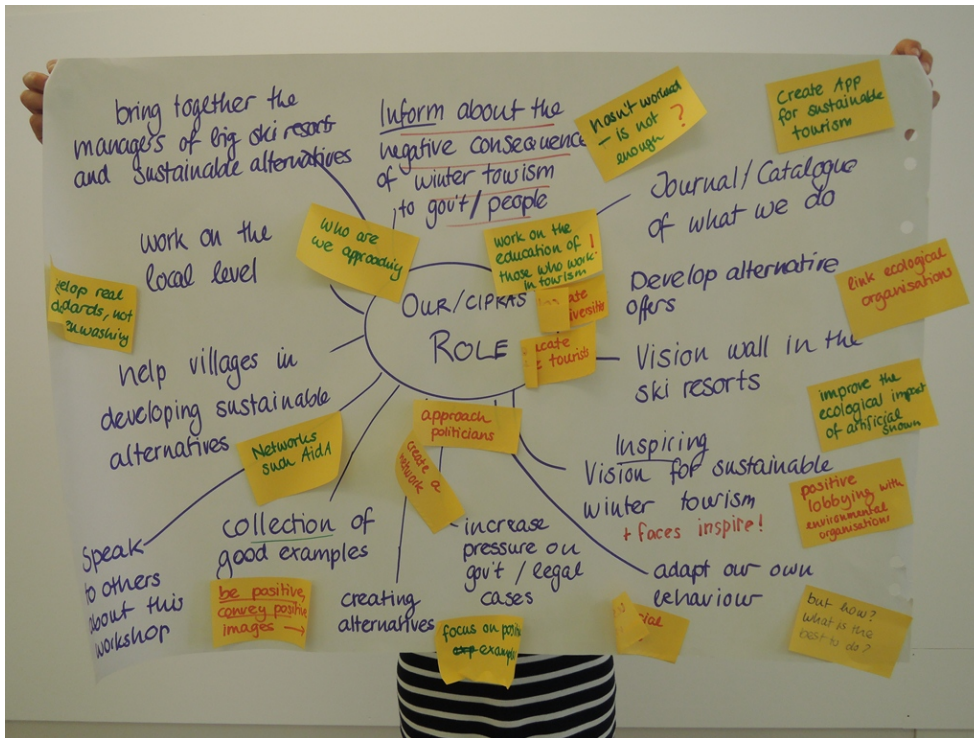 bring together the
managers of big ski resorts
and sustainable alternatives
Inform about the
negative consequence
of winter tourism
to gov't / people
hasn't worked
– is not
enough ?
Create App
for sustainable
tourism
Journal / Catalogue
of what we do
work on the
local level
who are
we approaching
work on the
education of !
those who work
in tourism
OUR/CIPRAS
ROLE
Develop alternative
offers
link ecological
organisations
real
not
tourists
Vision wall in the
ski resorts
help villages in
developing sustainable
alternatives
Networks
such AidA
approach
politicians
create a
network
improve the
ecological impact
of artificial
snown
Inspiring
Vision for sustainable
winter tourism
+ faces inspire!
positive
lobbying with
environmental
organisations
Speak
to others
about this
workshop
collection of
good examples
be positive,
convey positive
images →
creating
alternatives
increase
pressure on
gov't / legal
cases
focus on
adapt our own
behaviour
but how?
what is the
best to do?